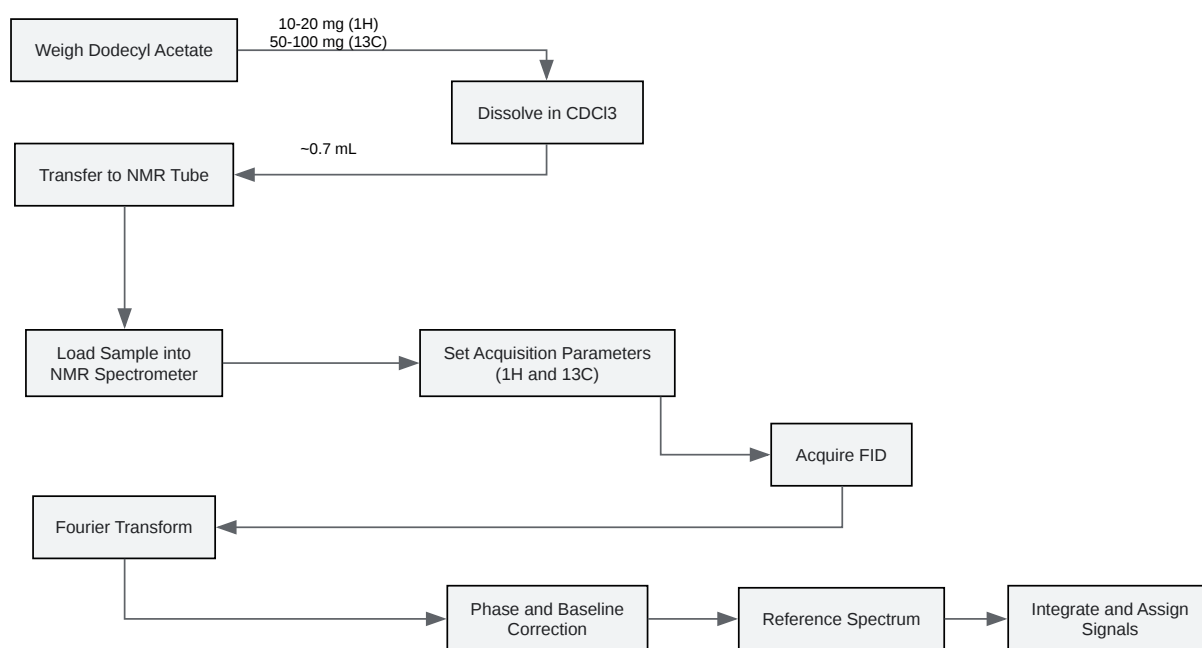 Weigh Dodecyl Acetate
10-20 mg (1H)
50-100 mg (13C)
Dissolve in CDCl3
~0.7 mL
Transfer to NMR Tube
Load Sample into
NMR Spectrometer
Set Acquisition Parameters
(1H and 13C)
Acquire FID
Fourier Transform
Phase and Baseline
Correction
Reference Spectrum
Integrate and Assign
Signals